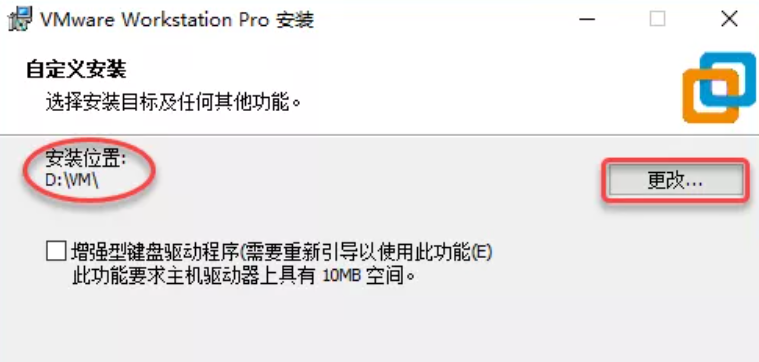 VMware Workstation Pro 安装
自定义安装
选择安装目标及任何其他功能。
安装位置:
D:\VM\
更改...
增强型键盘驱动程序(需要重新引导以使用此功能(E)
此功能要求主机驱动器上具有 10MB 空间。